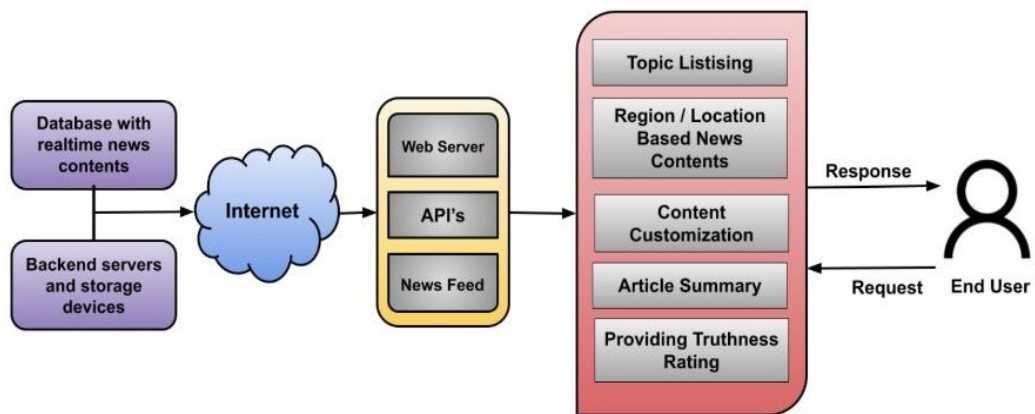 Database with
realtime news
contents
Backend servers
and storage
devices
Internet
Web Server
API's
News Feed
Topic Listising
Region / Location
Based News
Contents
Content
Customization
Article Summary
Providing Truthness
Rating
Response
Request
End User